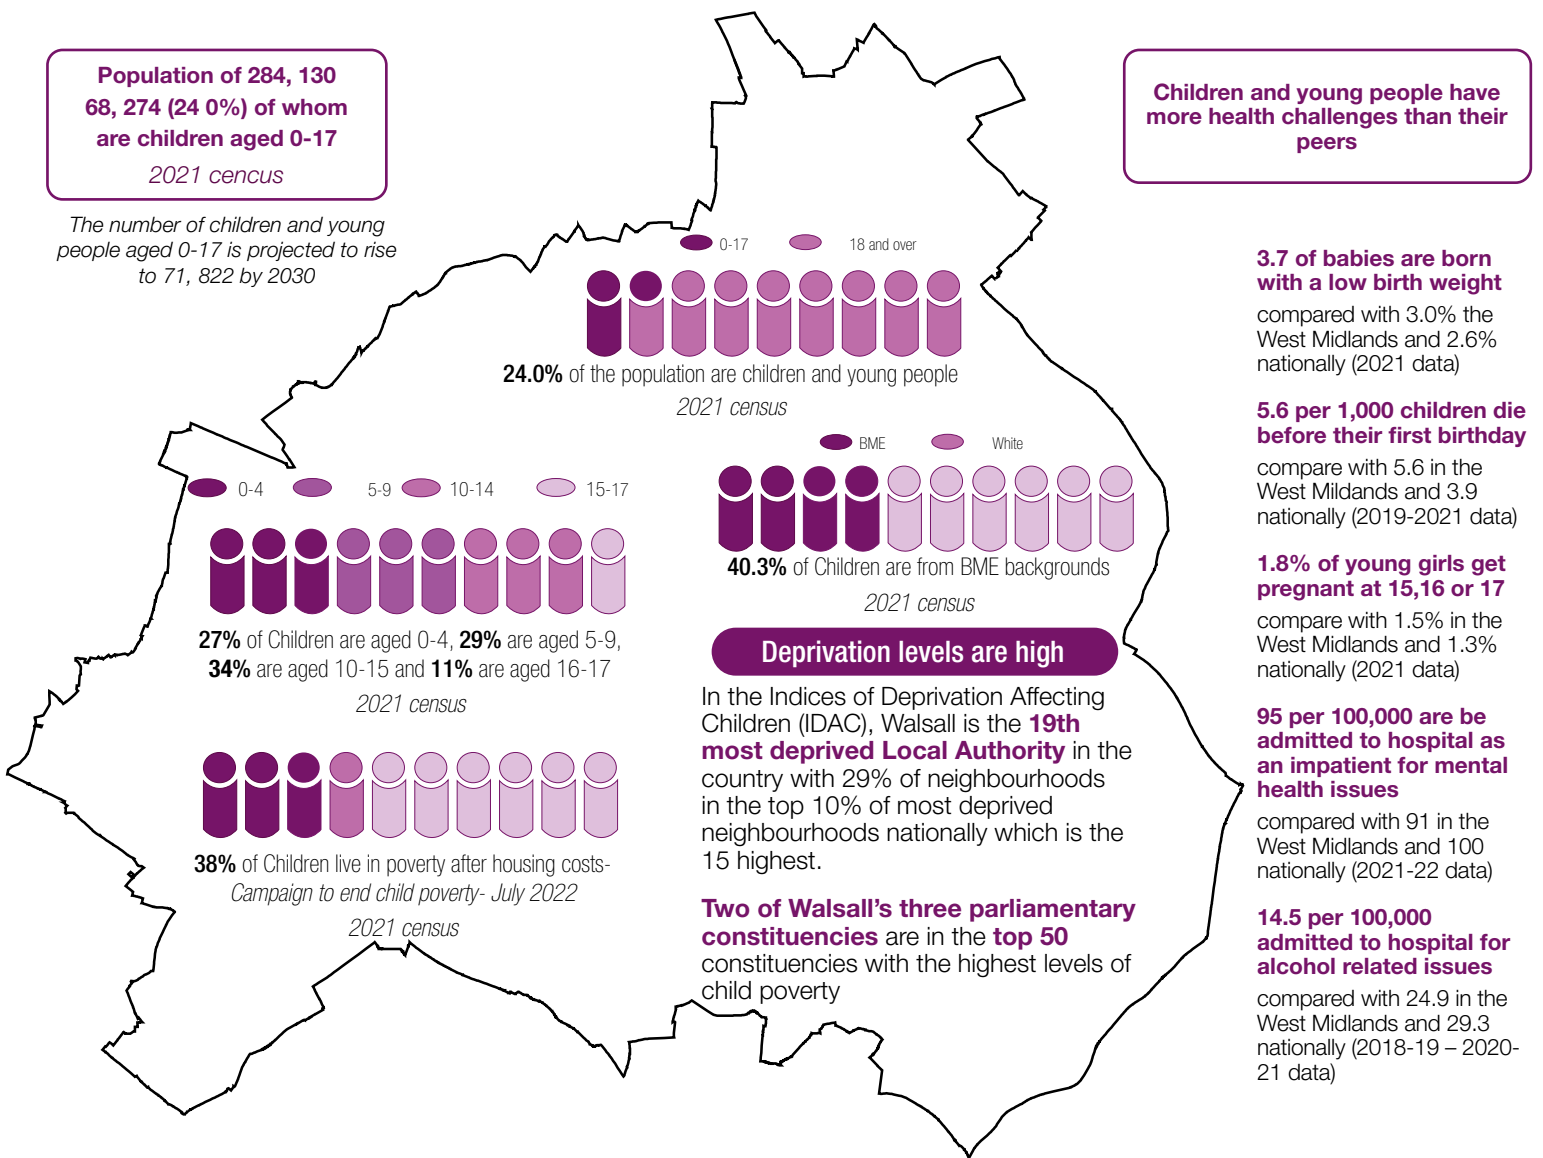 Population of 284, 130
68, 274 (24 0%) of whom
are children aged 0-17
2021 cencus
The number of children and young
people aged 0-17 is projected to rise
to 71, 822 by 2030
0-17 18 and over
24.0% of the population are children and young people
2021 census
BME White
40.3% of Children are from BME backgrounds
2021 census
0-4 5-9 10-14 15-17
27% of Children are aged 0-4, 29% are aged 5-9,
34% are aged 10-15 and 11% are aged 16-17
2021 census
38% of Children live in poverty after housing costs-
Campaign to end child poverty- July 2022
2021 census
Deprivation levels are high
In the Indices of Deprivation Affecting
Children (IDAC), Walsall is the 19th
most deprived Local Authority in the
country with 29% of neighbourhoods
in the top 10% of most deprived
neighbourhoods nationally which is the
15 highest.
Two of Walsall's three parliamentary
constituencies are in the top 50
constituencies with the highest levels of
child poverty
Children and young people have
more health challenges than their
peers
3.7 of babies are born
with a low birth weight
compared with 3.0% the
West Midlands and 2.6%
nationally (2021 data)
5.6 per 1,000 children die
before their first birthday
compare with 5.6 in the
West Mildands and 3.9
nationally (2019-2021 data)
1.8% of young girls get
pregnant at 15,16 or 17
compare with 1.5% in the
West Midlands and 1.3%
nationally (2021 data)
95 per 100,000 are be
admitted to hospital as
an impatient for mental
health issues
compared with 91 in the
West Midlands and 100
nationally (2021-22 data)
14.5 per 100,000
admitted to hospital for
alcohol related issues
compared with 24.9 in the
West Midlands and 29.3
nationally (2018-19 – 2020-
21 data)